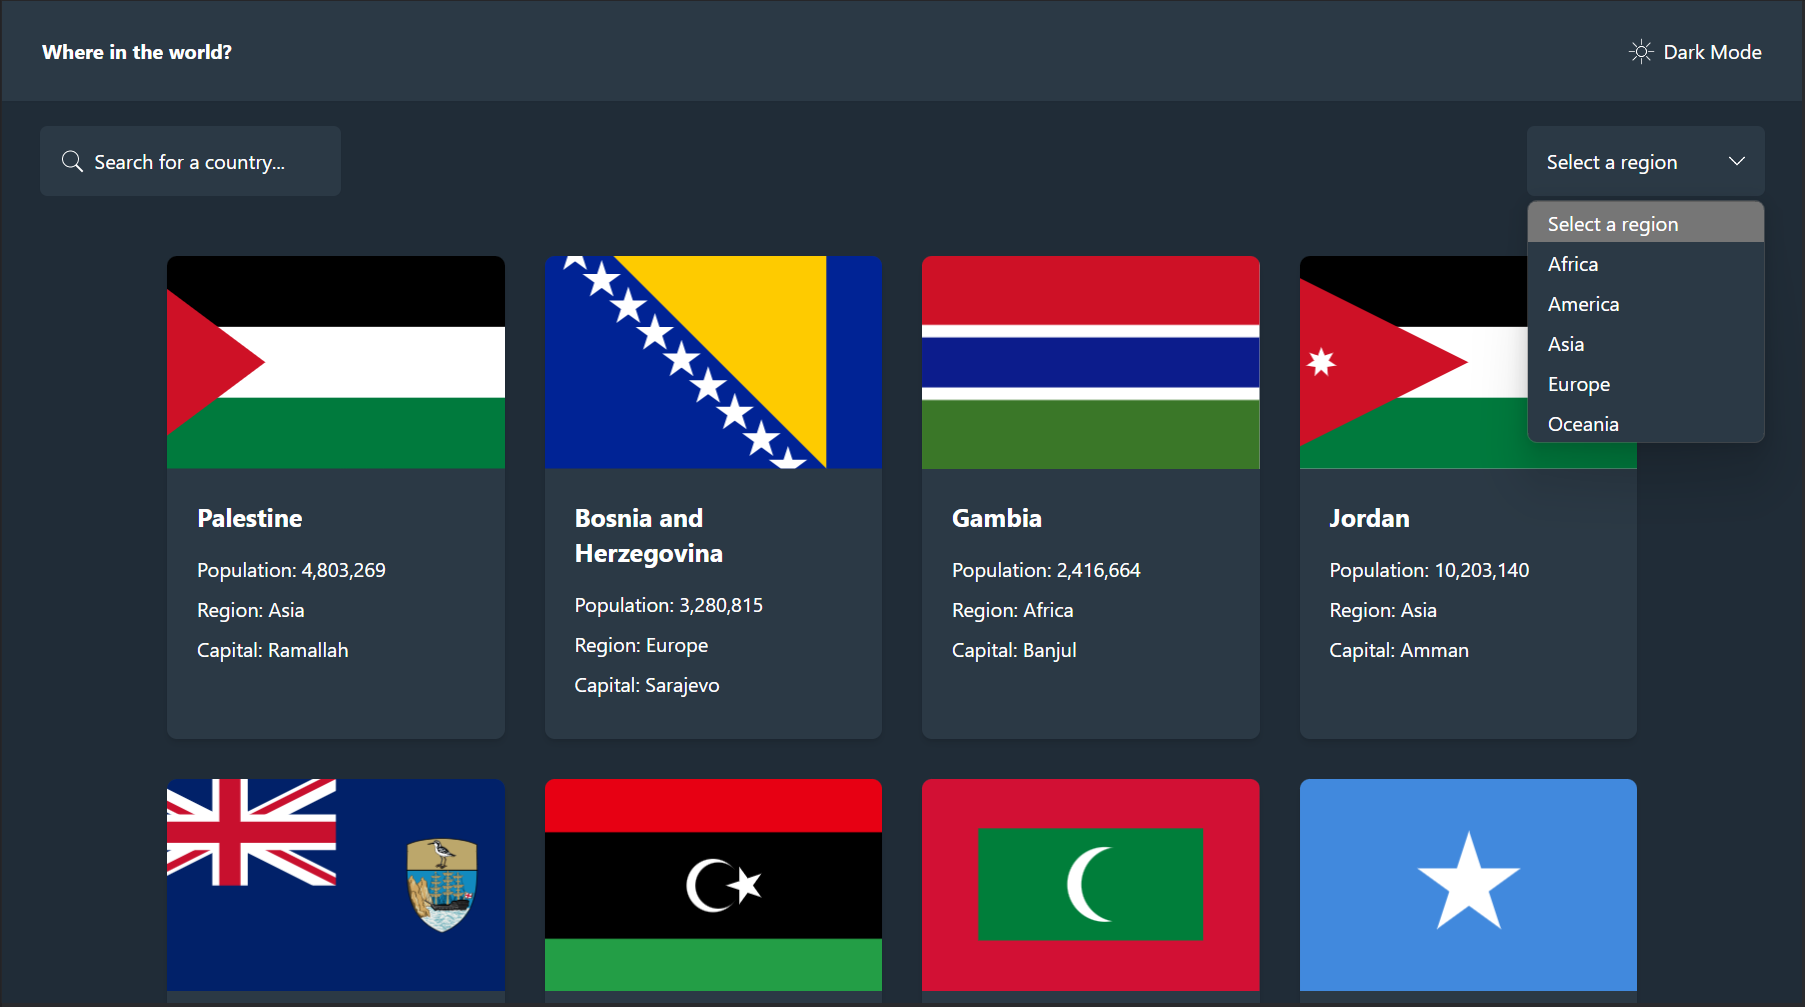 Where in the world?
Dark Mode
Search for a country...
Select a region
Select a region
Africa
America
Asia
Europe
Oceania
Palestine
Population: 4,803,269
Region: Asia
Capital: Ramallah
Bosnia and
Herzegovina
Population: 3,280,815
Region: Europe
Capital: Sarajevo
Gambia
Population: 2,416,664
Region: Africa
Capital: Banjul
Jordan
Population: 10,203,140
Region: Asia
Capital: Amman